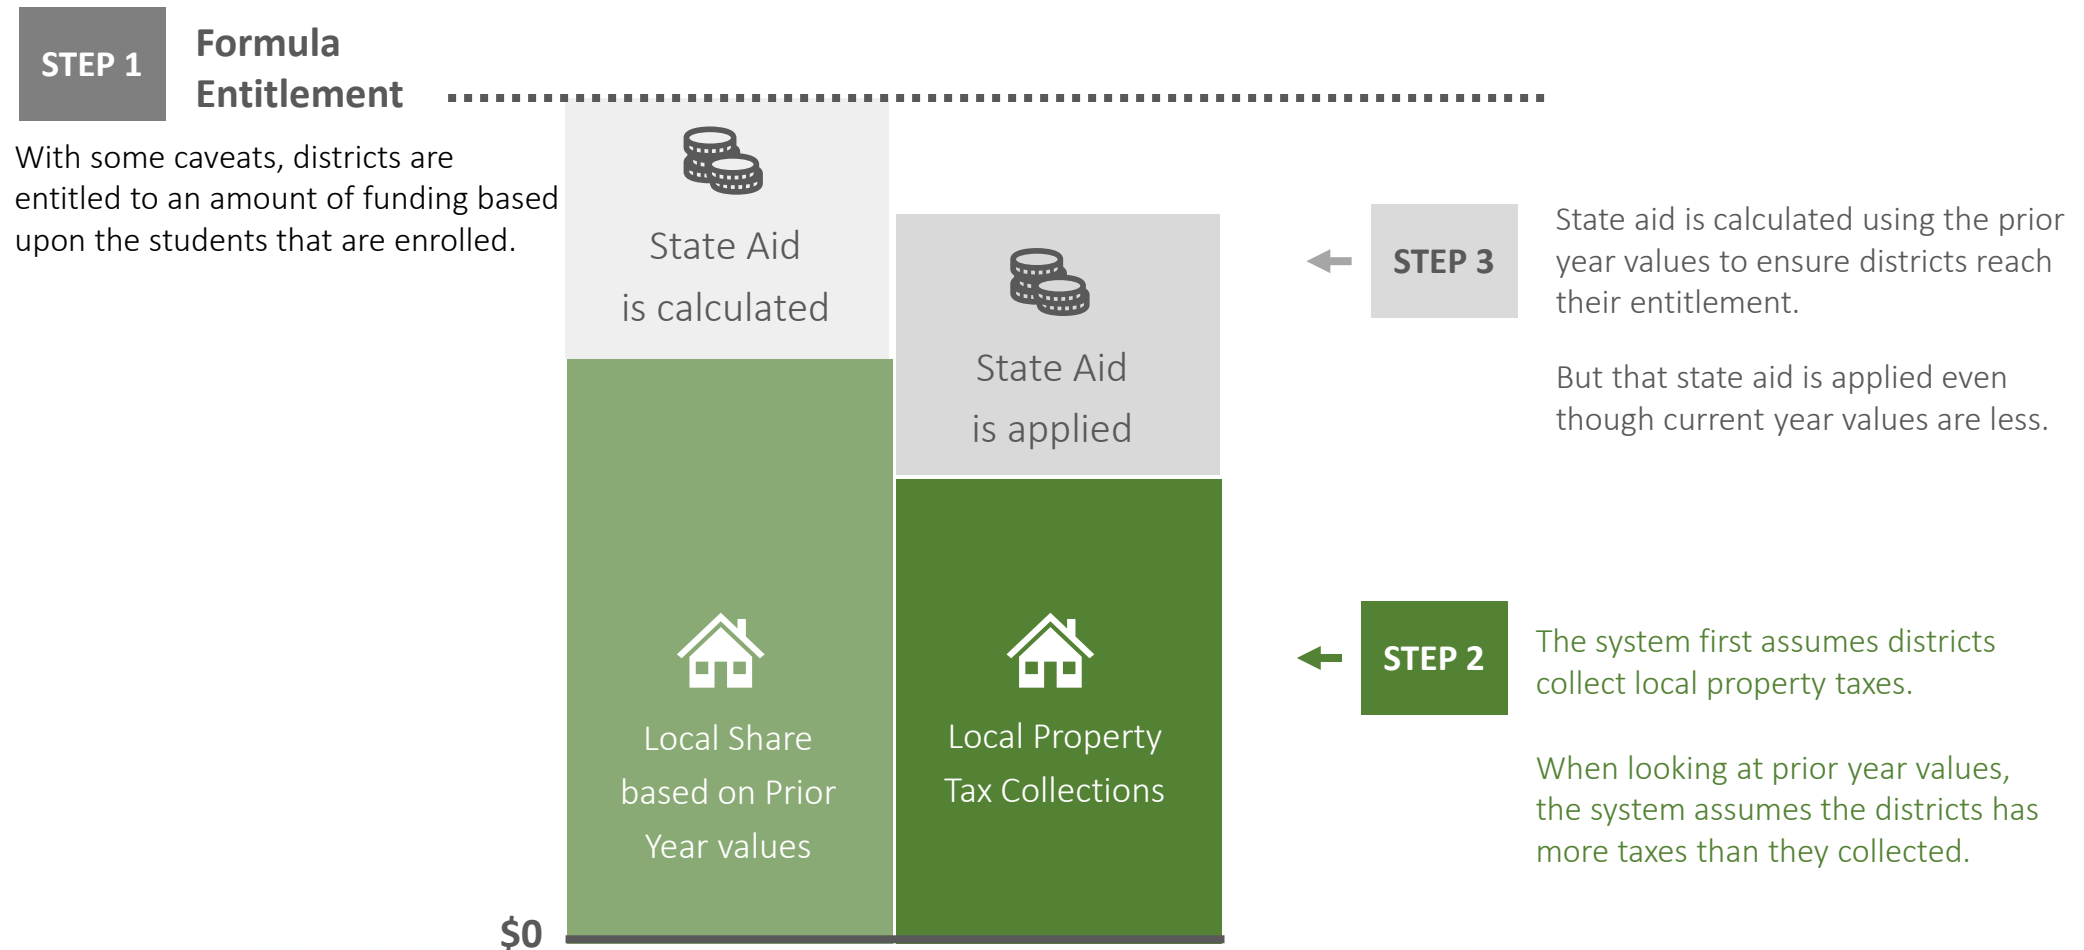 STEP 1
Formula
Entitlement
With some caveats, districts are
entitled to an amount of funding based
upon the students that are enrolled.
State Aid
is calculated
State Aid
is applied
STEP 3
State aid is calculated using the prior
year values to ensure districts reach
their entitlement.
But that state aid is applied even
though current year values are less.
Local Share
based on Prior
Year values
Local Property
Tax Collections
STEP 2
The system first assumes districts
collect local property taxes.
When looking at prior year values,
the system assumes the districts has
more taxes than they collected.
$0